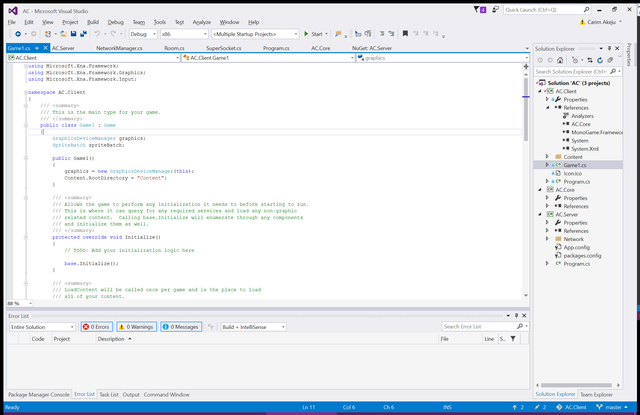 AC - Microsoft Visual Studio
4
Quick Launch (Ctrl+Q)
File Edit View Project Build Debug Team Tools Test Analyze Window Help
Carim Akeju
Debug x86 <Multiple Startup Projects> Start
Game1.cs AC.Server NetworkManager.cs Room.cs SuperSocket.cs Program.cs AC.Core NuGet: AC.Server
AC.Client AC.Client.Game1 graphics
using Microsoft.Xna.Framework;
using Microsoft.Xna.Framework.Graphics;
using Microsoft.Xna.Framework.Input;
namespace AC.Client
{
/// <summary>
/// This is the main type for your game.
/// </summary>
public class Game1 : Game
{
GraphicsDeviceManager graphics;
SpriteBatch spriteBatch;
public Game1()
{
graphics = new GraphicsDeviceManager(this);
Content.RootDirectory = "Content";
}
/// <summary>
/// Allows the game to perform any initialization it needs to before starting to run.
/// This is where it can query for any required services and load any non-graphic
/// related content.  Calling base.Initialize will enumerate through any components
/// and initialize them as well.
/// </summary>
protected override void Initialize()
{
// TODO: Add your initialization logic here
base.Initialize();
}
/// <summary>
/// LoadContent will be called once per game and is the place to load
/// all of your content.
88 %
Solution Explorer
Search Solution Explorer (Ctrl+;)
Solution 'AC' (3 projects)
AC.Client
Properties
References
Analyzers
AC.Core
MonoGame.Framework
System
System.Xml
Content
Game1.cs
Icon.ico
Program.cs
AC.Core
Properties
References
AC.Server
Properties
References
Network
App.config
packages.config
Program.cs
Solution Explorer Team Explorer
Properties
Error List
Entire Solution 0 Errors 0 Warnings 0 Messages Build + IntelliSense Search Error List
Code Project Description File Line S..
Package Manager Console Error List Task List Output Command Window
Ready Ln 11 Col 6 Ch 6 INS 2 2 AC.Client master